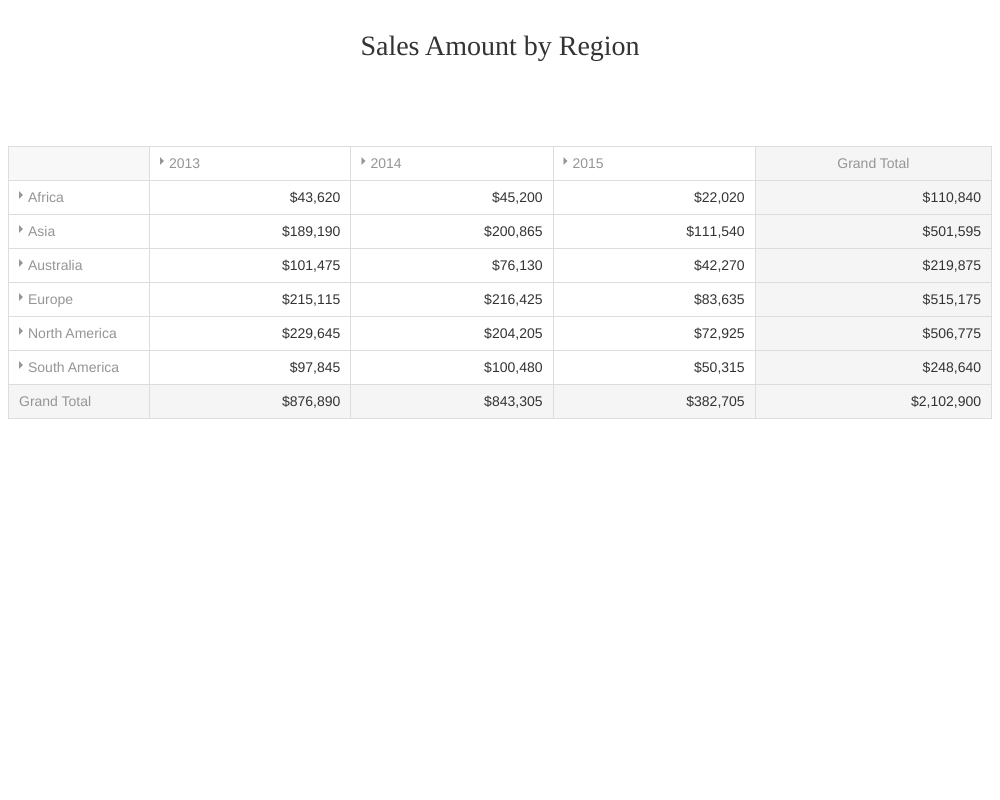 Sales Amount by Region
2013 2014 2015 Grand Total
Africa $43,620 $45,200 $22,020 $110,840
Asia $189,190 $200,865 $111,540 $501,595
Australia $101,475 $76,130 $42,270 $219,875
Europe $215,115 $216,425 $83,635 $515,175
North America $229,645 $204,205 $72,925 $506,775
South America $97,845 $100,480 $50,315 $248,640
Grand Total $876,890 $843,305 $382,705 $2,102,900